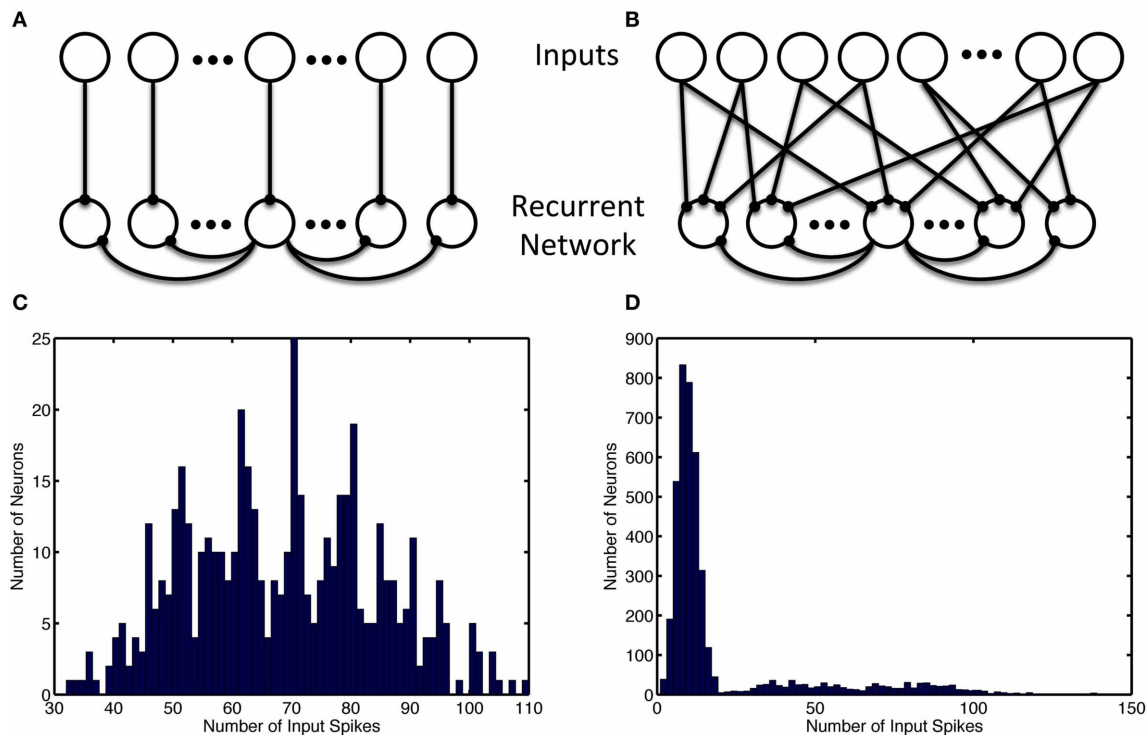 A
B
Inputs
Recurrent
Network
C
D
25
20
15
10
5
0
Number of Neurons
30 40 50 60 70 80 90 100 110
Number of Input Spikes
900
800
700
600
500
400
300
200
100
0
Number of Neurons
0 50 100 150
Number of Input Spikes